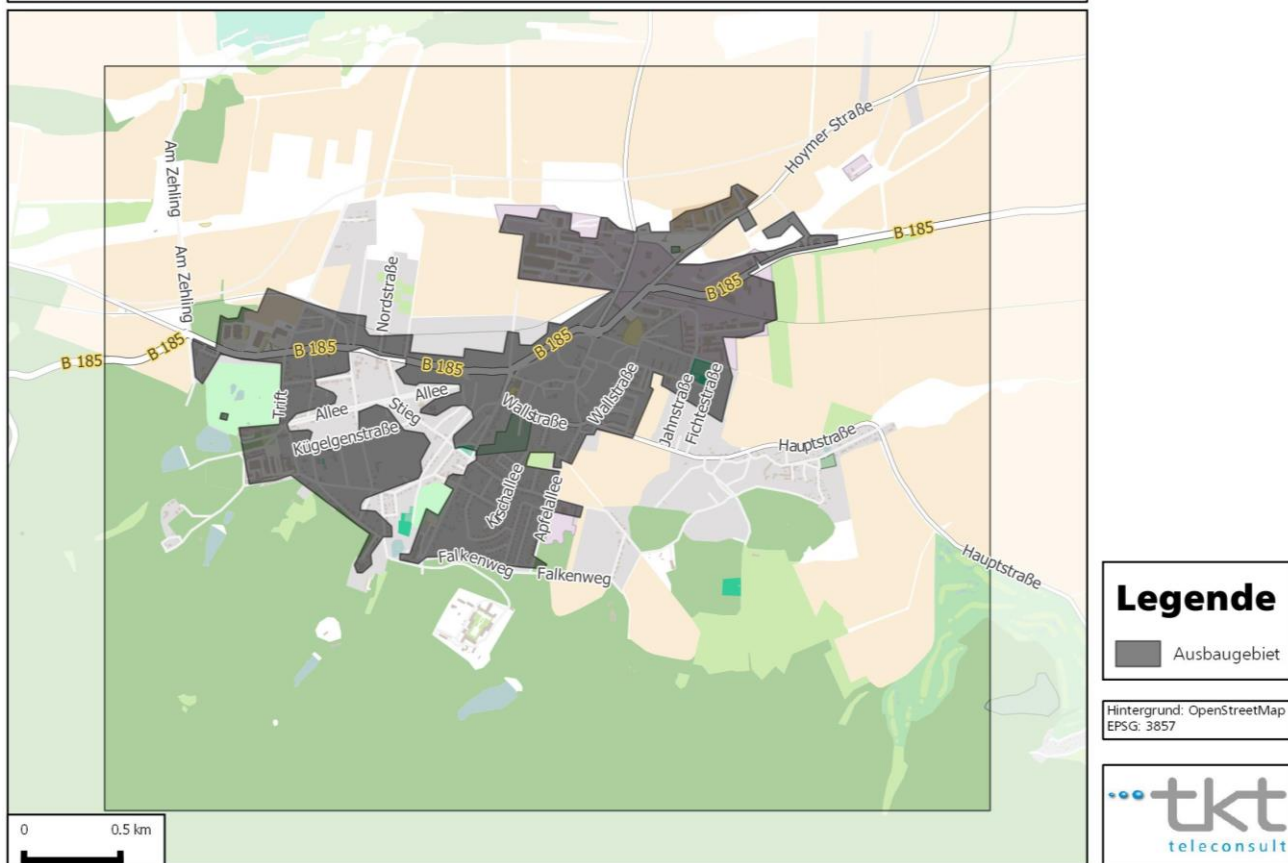 Hoymer Straße
Am Zehling
Am Zehling
Nordstraße
B 185
B 185
B 185
B 185
B 185
B 185
B 185
Trift
Allee
Allee
Stieg
Kügelgenstraße
Wallstraße
Wallstraße
Jahnstraße
Fichtestraße
Hauptstraße
Kirschallee
Apfelallee
Falkenweg
Falkenweg
Hauptstraße
0 0.5 km
Legende
Ausbaugebiet
Hintergrund: OpenStreetMap
EPSG: 3857
tkt
teleconsult